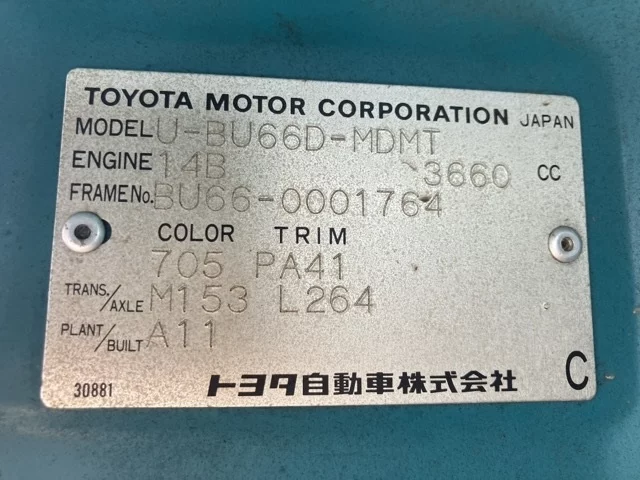 TOYOTA MOTOR CORPORATION JAPAN
MODEL U-BU66D-MDMT
ENGINE 14B 3660 CC
FRAME No. BU66-0001764
COLOR TRIM
705 PA41
TRANS./AXLE M153 L264
PLANT/BUILT A11
30881 トヨタ自動車株式会社 C